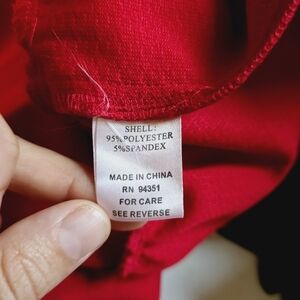 SHELL:
95%POLYESTER
5%SPANDEX
MADE IN CHINA
RN 94351
FOR CARE
SEE REVERSE